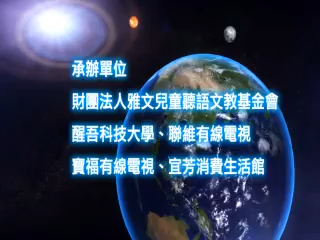 承辦單位
財團法人雅文兒童聽語文教基金會
醒吾科技大學、聯維有線電視
寶福有線電視、宜芳消費生活館